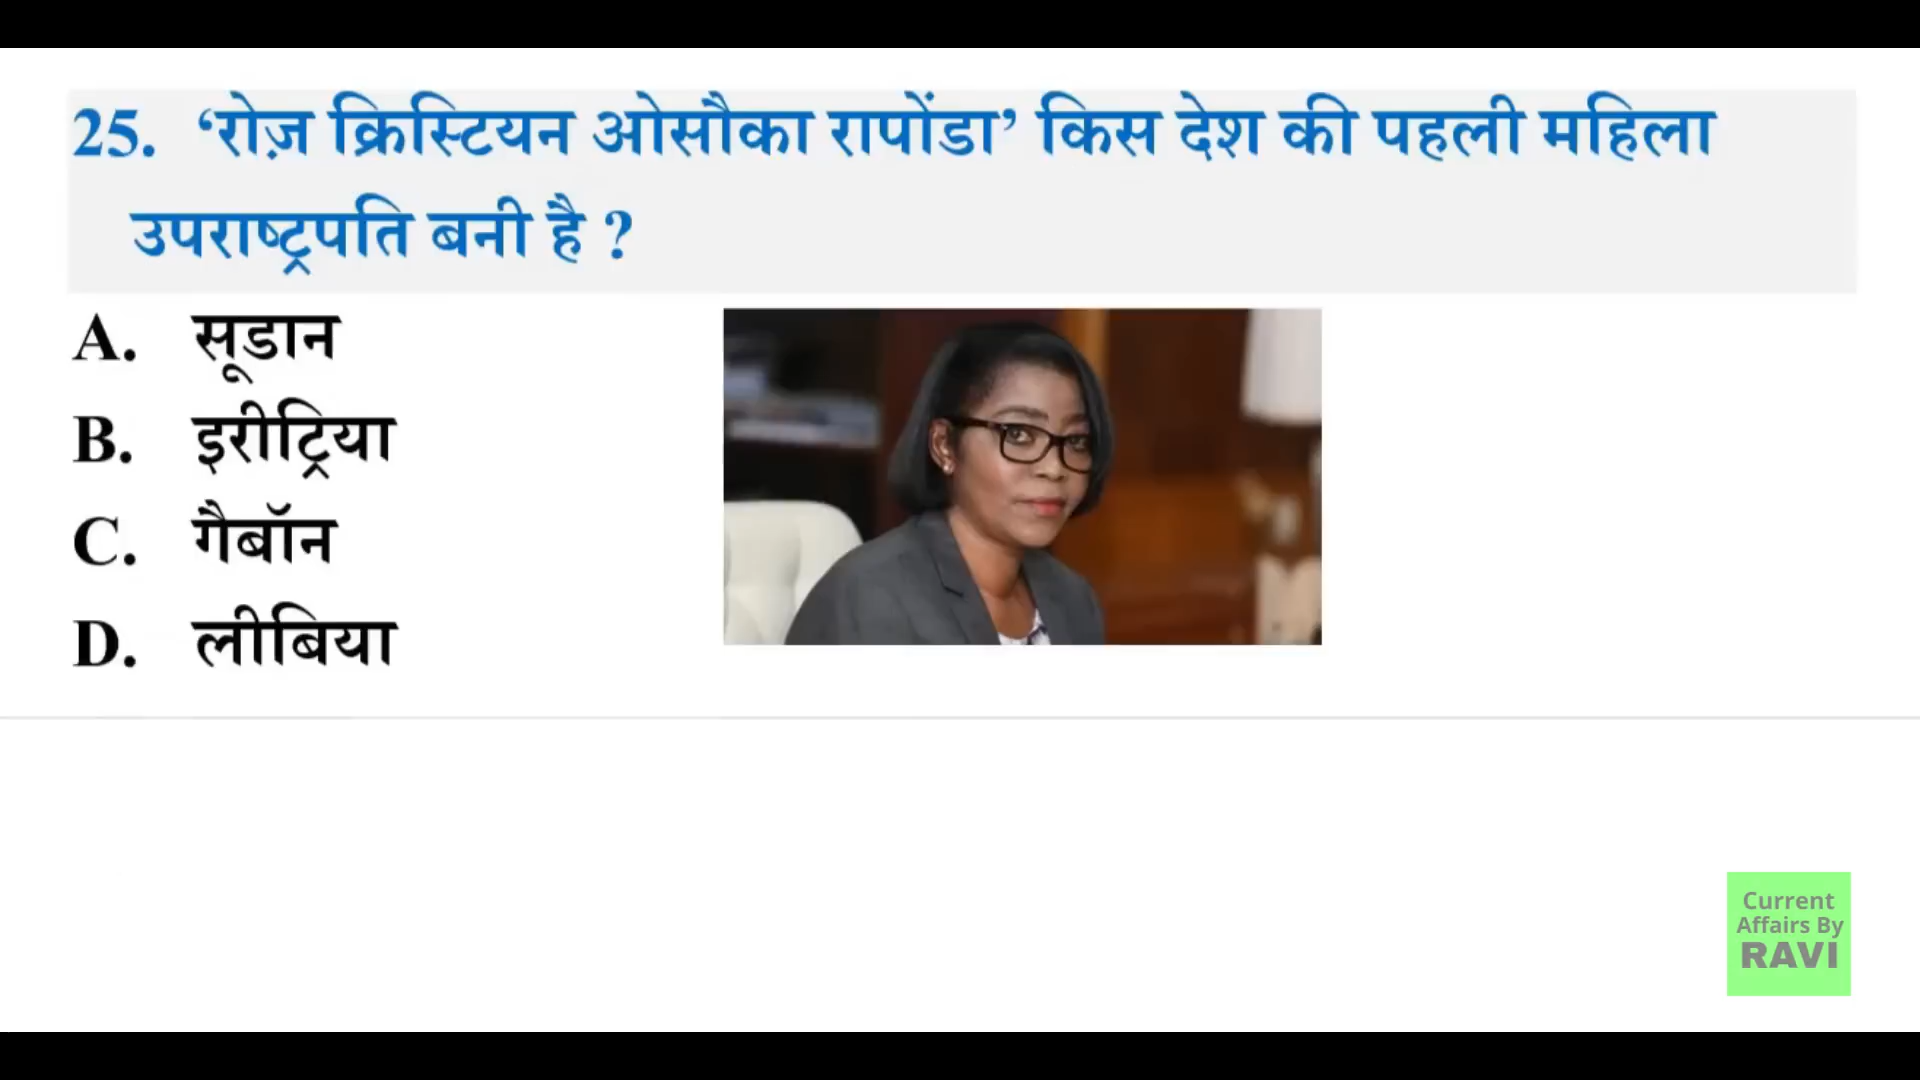 25. ‘रोज़ क्रिस्टियन ओसौका रापोंडा’ किस देश की पहली महिला
उपराष्ट्रपति बनी है ?
A. सूडान
B. इरीट्रिया
C. गैबॉन
D. लीबिया
Current
Affairs By
RAVI